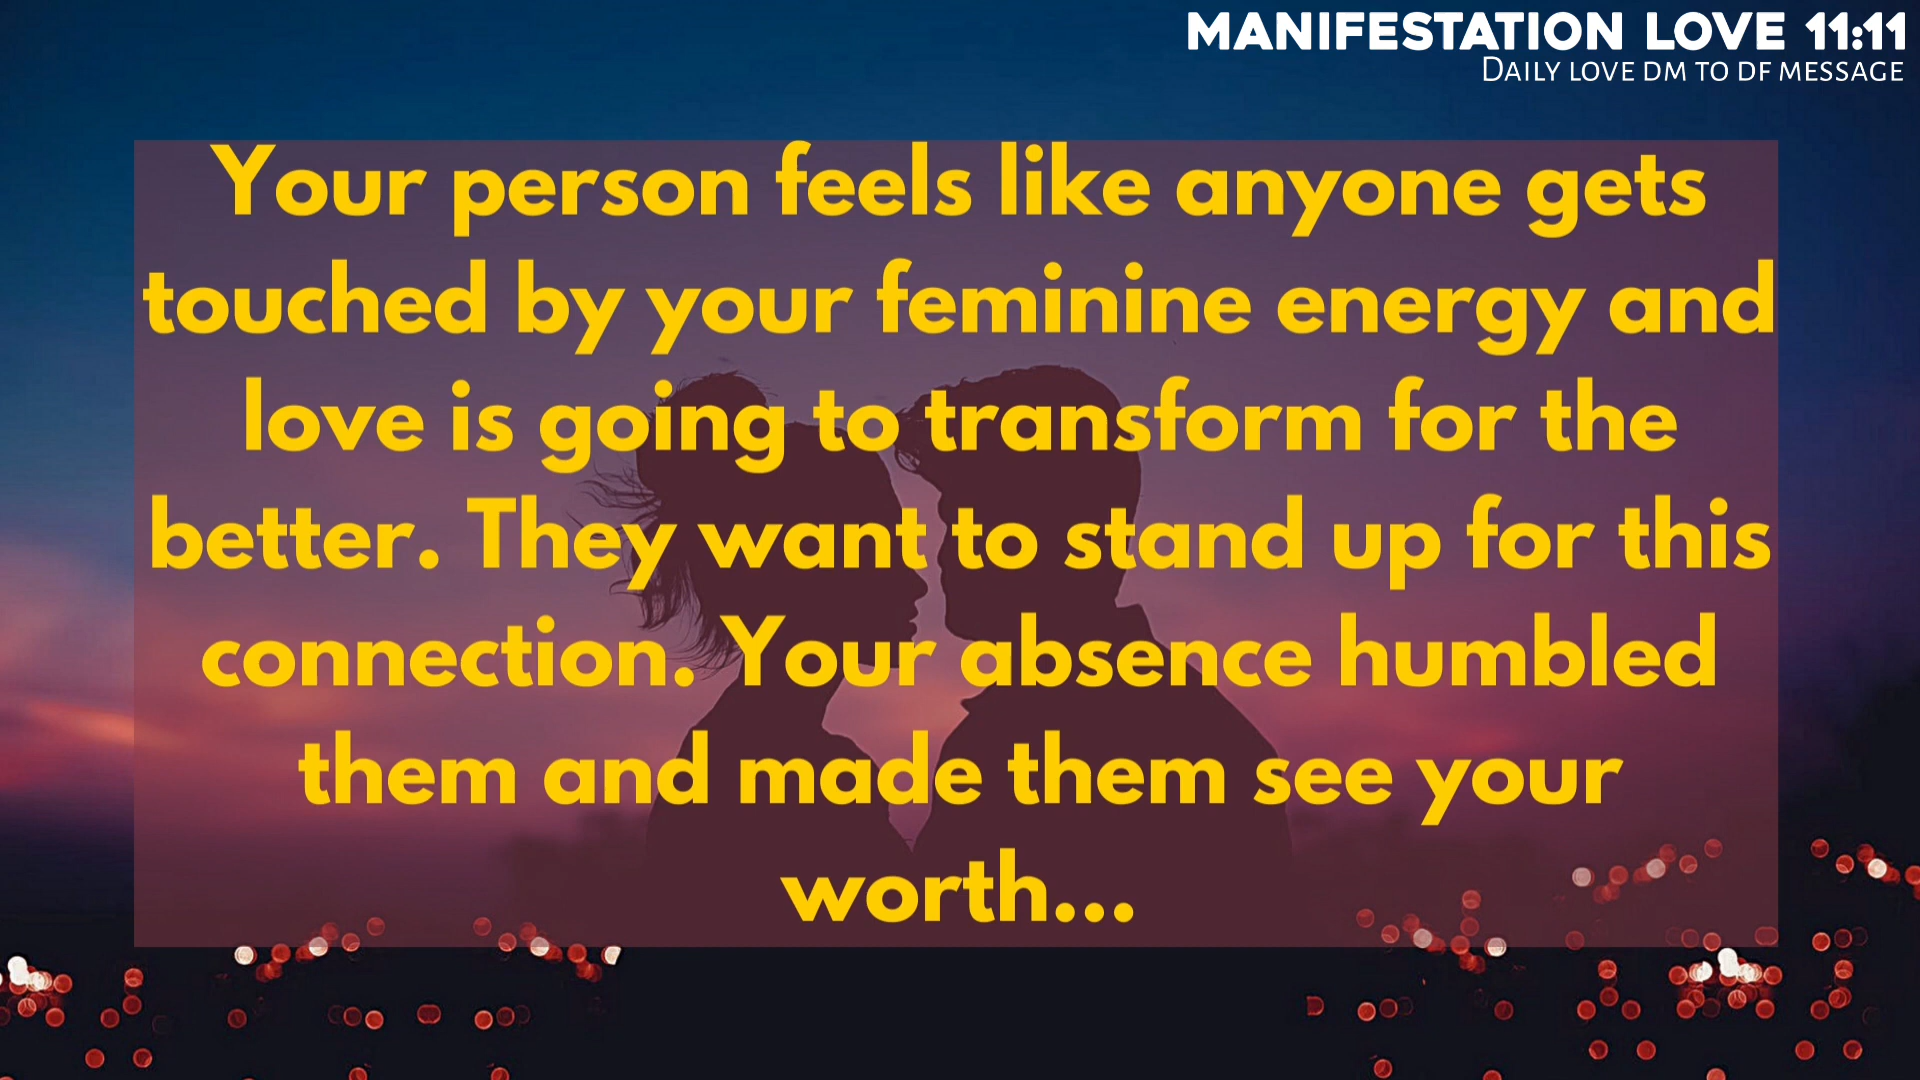 MANIFESTATION LOVE 11:11
DAILY LOVE DM TO DF MESSAGE
Your person feels like anyone gets
touched by your feminine energy and
love is going to transform for the
better. They want to stand up for this
connection. Your absence humbled
them and made them see your
worth...